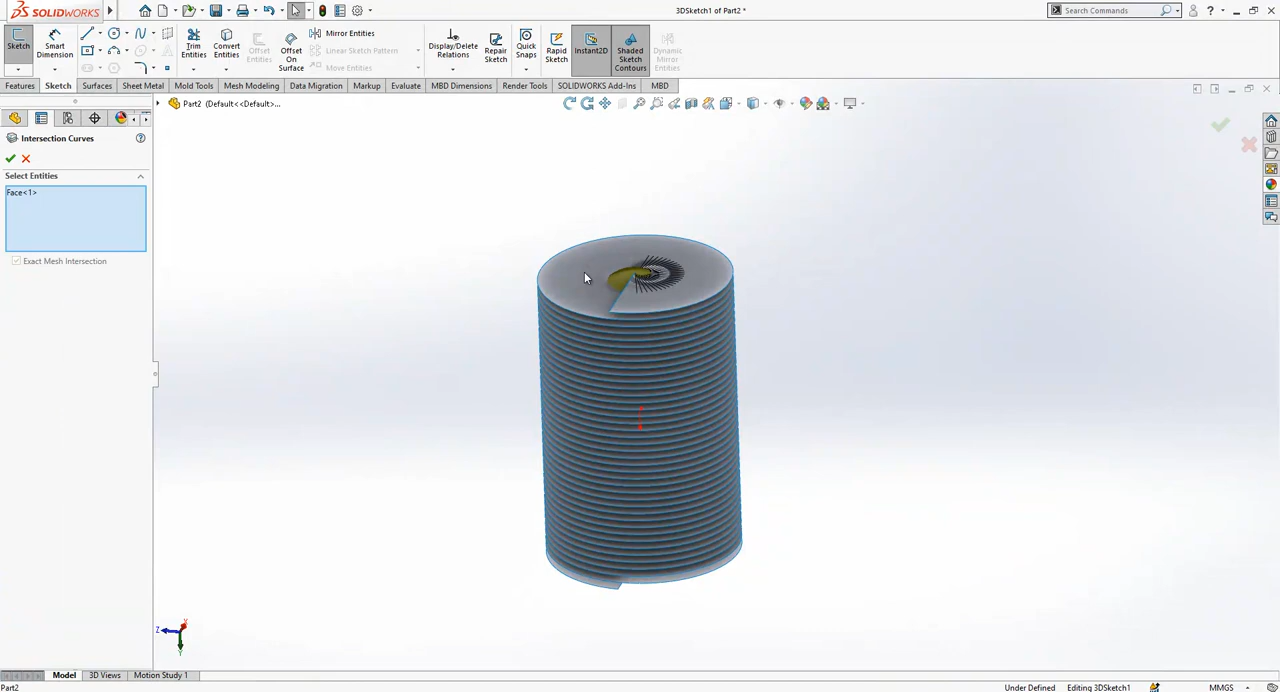 SOLIDWORKS
3DSketch1 of Part2 *
Search Commands
Sketch
Smart Dimension
Trim Entities
Convert Entities
Offset Entities
Offset On Surface
Mirror Entities
Linear Sketch Pattern
Move Entities
Display/Delete Relations
Repair Sketch
Quick Snaps
Rapid Sketch
Instant2D
Shaded Sketch Contours
Dynamic Mirror Entities
Features
Sketch
Surfaces
Sheet Metal
Mold Tools
Mesh Modeling
Data Migration
Markup
Evaluate
MBD Dimensions
Render Tools
SOLIDWORKS Add-Ins
MBD
Part2 (Default<<Default>...
Intersection Curves
Select Entities
Face<1>
Exact Mesh Intersection
Z
X
Y
Model
3D Views
Motion Study 1
Part2
Under Defined
Editing 3DSketch1
MMGS